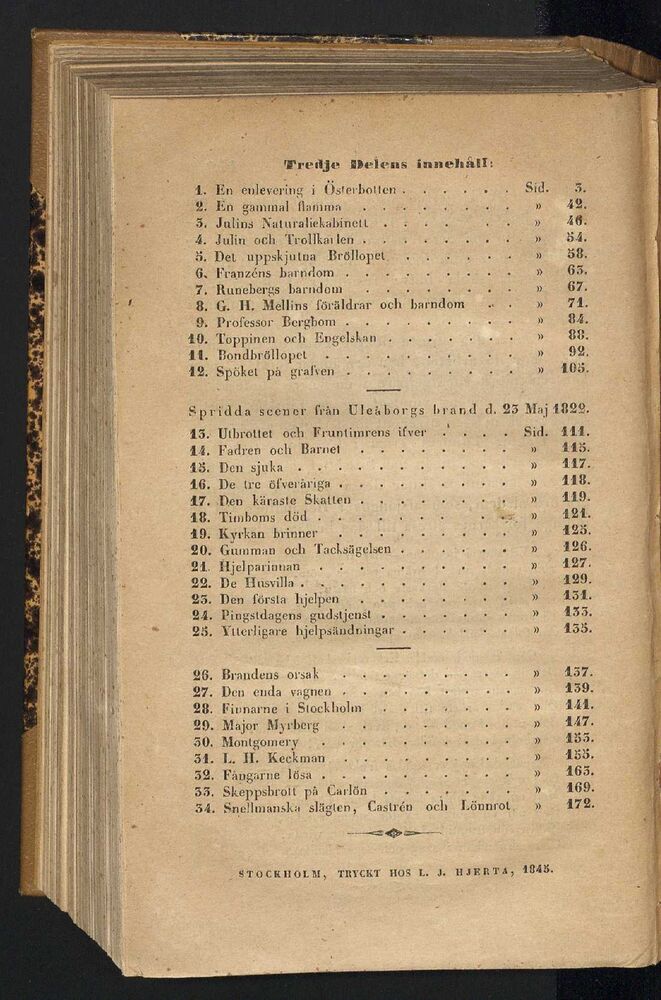 Tredje Delens innehåll:
1. En enlevering i Österbotten . . . . . . Sid. 3.
2. En gammal flamma . . . . . . . . » 42.
3. Julins Naturaliekabinett . . . . . . . » 46.
4. Julin och Trollkarlen . . . . . . . . » 54.
5. Det uppskjutna Bröllopet . . . . . . » 58.
6. Franzéns barndom . . . . . . . . . » 63.
7. Runebergs barndom . . . . . . . . » 67.
8. G. H. Mellins föräldrar och barndom . . » 71.
9. Professor Bergbom . . . . . . . . . » 84.
10. Toppinen och Engelskan . . . . . . . » 88.
11. Bondbröllopet . . . . . . . . . . » 92.
12. Spöket på grafven . . . . . . . . . » 105.
Spridda scener från Uleåborgs brand d. 23 Maj 1822.
13. Utbrottet och Fruntimrens ifver . . . . Sid. 111.
14. Fadren och Barnet . . . . . . . . » 115.
15. Den sjuka . . . . . . . . . . . » 117.
16. De tre öfveråriga . . . . . . . . . » 118.
17. Den käraste Skatten . . . . . . . . » 119.
18. Timboms död . . . . . . . . . . » 121.
19. Kyrkan brinner . . . . . . . . . » 125.
20. Gumman och Tacksägelsen . . . . . . » 126.
21. Hjelparinnan . . . . . . . . . . » 127.
22. De Husvilla . . . . . . . . . . . » 129.
23. Den första hjelpen . . . . . . . . » 131.
24. Pingstdagens gudstjenst . . . . . . . » 133.
25. Ytterligare hjelpsändningar . . . . . . » 135.
26. Brandens orsak . . . . . . . . . » 137.
27. Den enda vagnen . . . . . . . . . » 139.
28. Finnarne i Stockholm . . . . . . . » 141.
29. Major Myrberg . . . . . . . . . » 147.
30. Montgomery . . . . . . . . . . » 153.
31. L. H. Keckman . . . . . . . . . » 155.
32. Fångarne lösa . . . . . . . . . . » 163.
33. Skeppsbrott på Carlön . . . . . . . » 169.
34. Snellmanska slägten, Castrén och Lönnrot » 172.
STOCKHOLM, TRYCKT HOS L. J. HJERTA, 1845.